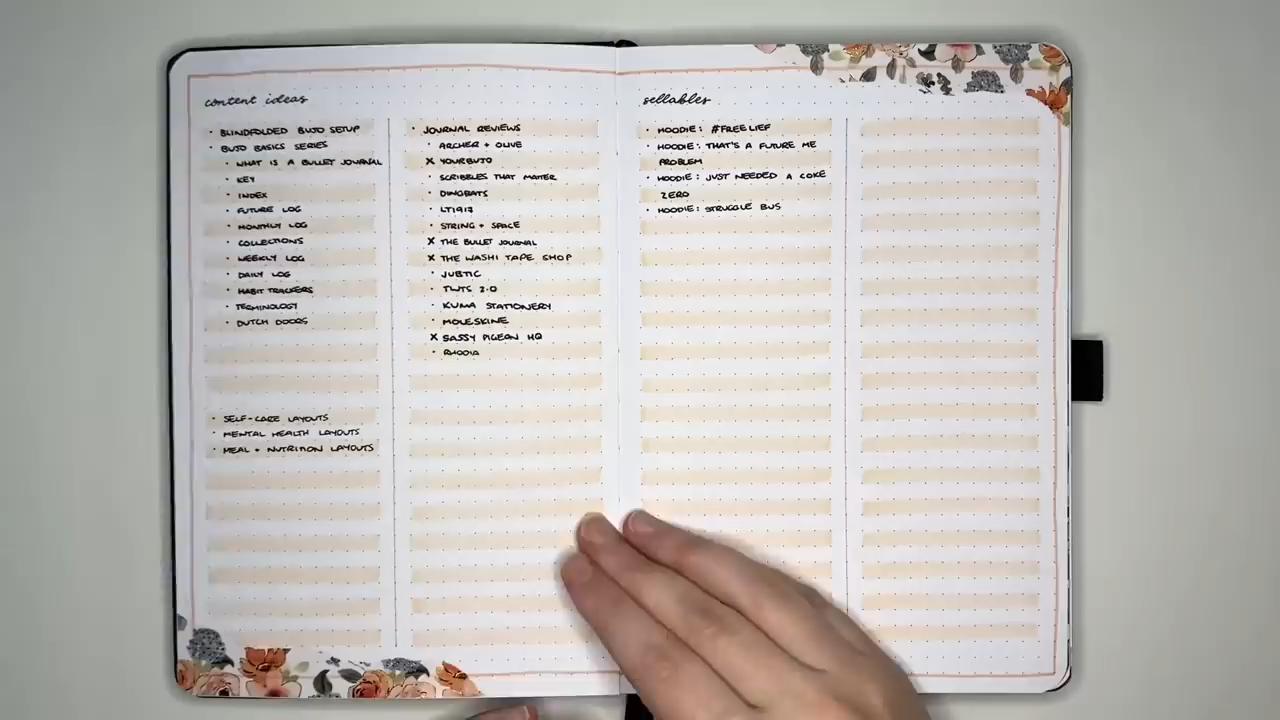 content ideas
• BLINDFOLDED BUJO SETUP
• BUJO BASICS SERIES
• WHAT IS A BULLET JOURNAL
• KEY
• INDEX
• FUTURE LOG
• MONTHLY LOG
• COLLECTIONS
• WEEKLY LOG
• DAILY LOG
• HABIT TRACKERS
• TERMINOLOGY
• DUTCH DOORS
• SELF-CARE LAYOUTS
• MENTAL HEALTH LAYOUTS
• MEAL + NUTRITION LAYOUTS
• JOURNAL REVIEWS
• ARCHER + OLIVE
X YOURBUJO
• SCRIBBLES THAT MATTER
• DINGBATS
• LT1917
• STRING + SPACE
X THE BULLET JOURNAL
X THE WASHI TAPE SHOP
• JUBTIC
• TWTS 2.0
• KUMA STATIONERY
• MOLESKINE
X SASSY PIGEON HQ
• RHODIA
sellables
• HOODIE: #FREELIEF
• HOODIE: THAT'S A FUTURE ME
PROBLEM
• HOODIE: JUST NEEDED A COKE
ZERO
• HOODIE: STRUGGLE BUS